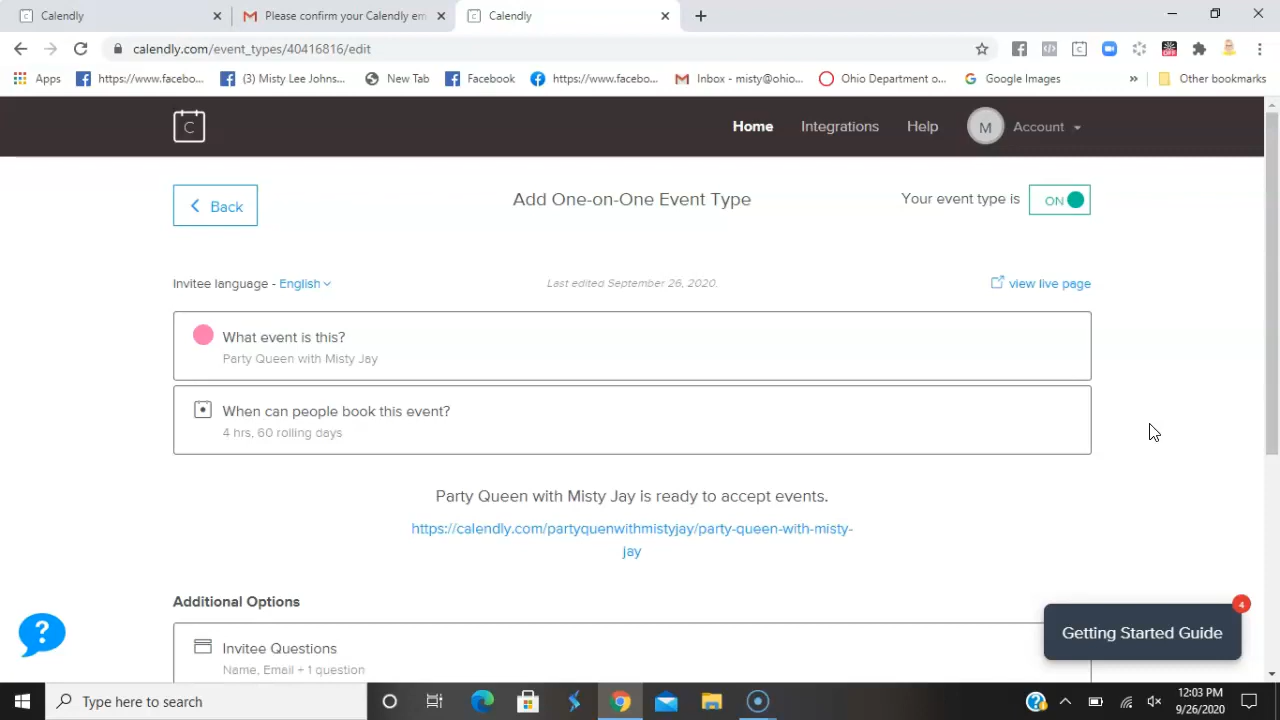 Calendly
Please confirm your Calendly em
Calendly
calendly.com/event_types/40416816/edit
Apps
https://www.facebo...
(3) Misty Lee Johns...
New Tab
Facebook
https://www.facebo...
Inbox - misty@ohio...
Ohio Department o...
Google Images
»
Other bookmarks
C
Home
Integrations
Help
M
Account
Back
Add One-on-One Event Type
Your event type is
ON
Invitee language - English
Last edited September 26, 2020.
view live page
What event is this?
Party Queen with Misty Jay
When can people book this event?
4 hrs, 60 rolling days
Party Queen with Misty Jay is ready to accept events.
https://calendly.com/partyquenwithmistyjay/party-queen-with-misty-
jay
Additional Options
Invitee Questions
Name, Email + 1 question
?
4
Getting Started Guide
Type here to search
12:03 PM
9/26/2020